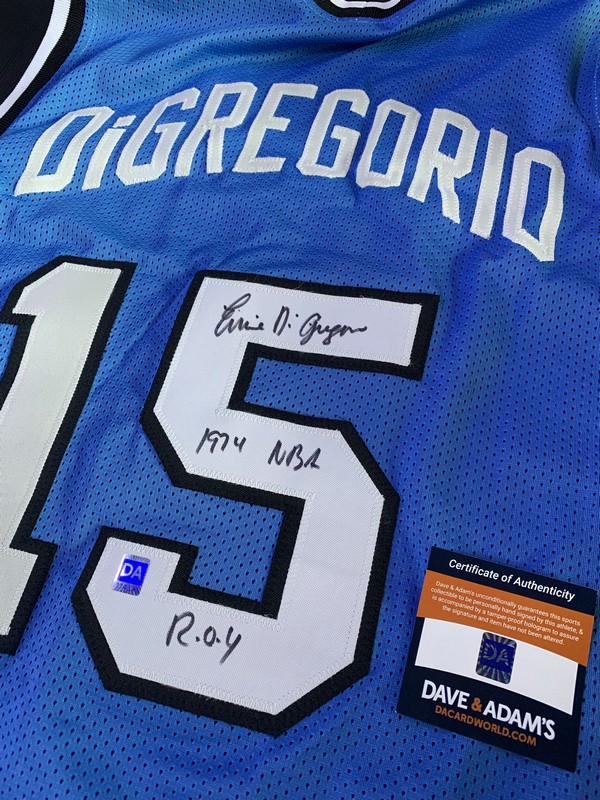 DiGREGORIO
15
Ernie Di Gregorio
1974 NBA
DA
R.O.Y
Certificate of Authenticity
Dave & Adam's unconditionally guarantees this sports
collectible to be personally hand signed by this athlete, &
is accompanied by a tamper-proof hologram to assure
the signature and item have not been altered.
DA
DAVE & ADAM'S
DACARDWORLD.COM